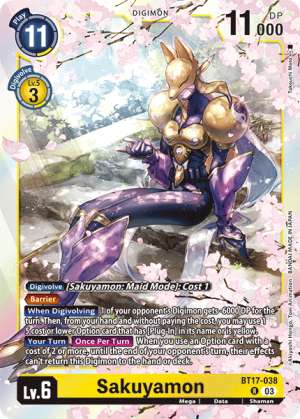 Play
11
DIGIMON
11000
DP
Digivolve
Lv.5
3
Digivolve [Sakuyamon: Maid Mode]: Cost 1
Barrier
When Digivolving 1 of your opponent's Digimon gets -6000 DP for the
turn. Then, from your hand and without paying the cost, you may use 1
5 cost or lower Option card that has [Plug-In] in its name or is yellow.
Your Turn Once Per Turn When you use an Option card with a
cost of 2 or more, until the end of your opponent's turn, their effects
can't return this Digimon to the hand or deck.
BT17-038
Lv.6
Sakuyamon
R 03
Mega
Data
Shaman